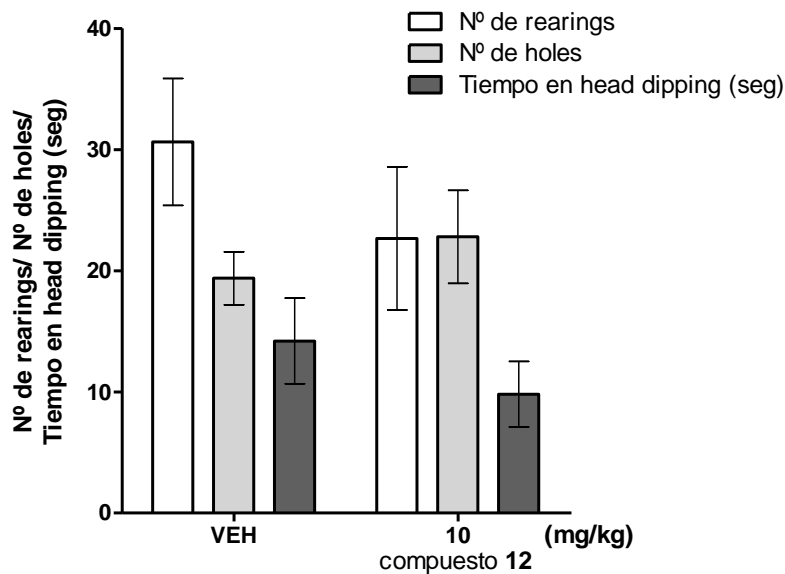 Nº de rearings
Nº de holes
Tiempo en head dipping (seg)
Nº de rearings/ Nº de holes/
Tiempo en head dipping (seg)
40
30
20
10
0
VEH
10
(mg/kg)
compuesto 12